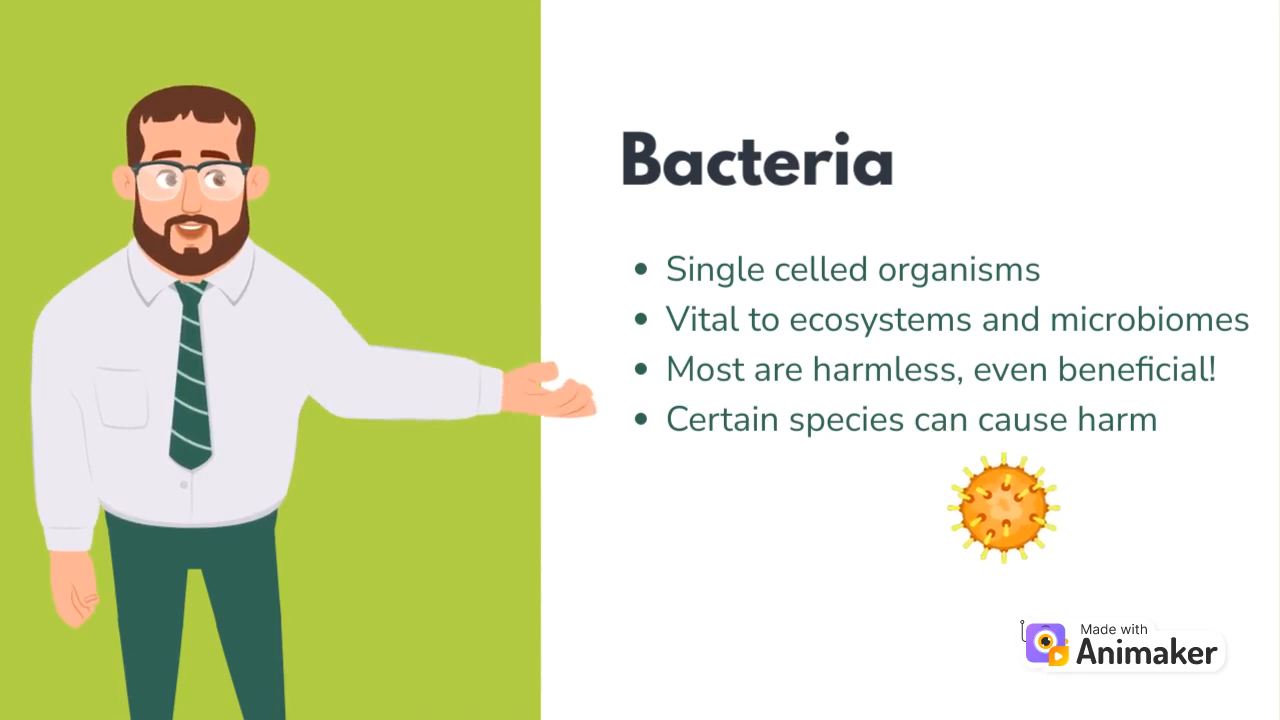 Bacteria
• Single celled organisms
• Vital to ecosystems and microbiomes
• Most are harmless, even beneficial!
• Certain species can cause harm
Made with
Animaker